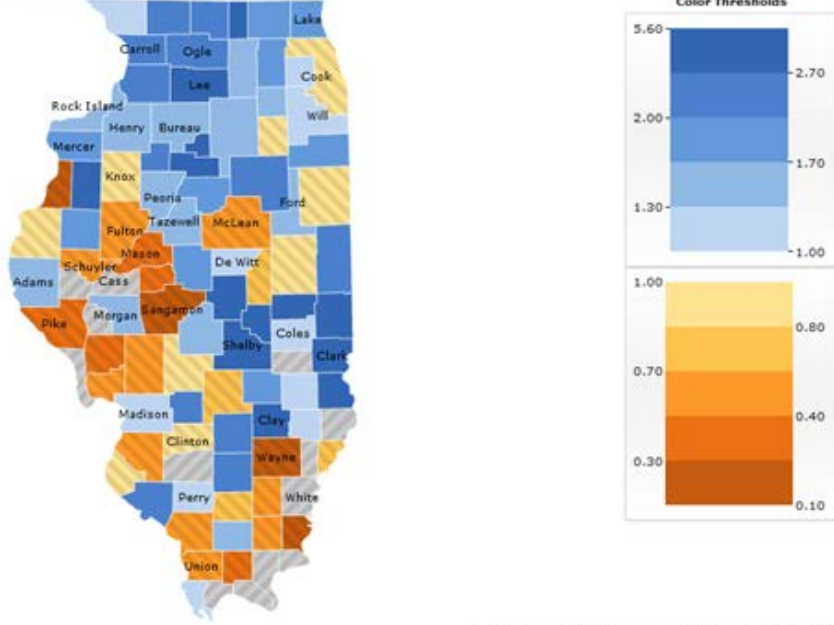 Color Thresholds
Lake
5.60
Carroll
Ogle
2.70
Cook
Lee
Rock Island
2.00
Will
Henry
Bureau
Mercer
1.70
Knox
Peoria
Ford
1.30
Tazewell
McLean
Fulton
Mason
1.00
De Witt
Schuyler
Adams
Cass
1.00
Morgan
Sangamon
Pike
0.80
Coles
Shelby
Clark
0.70
Madison
Clay
0.40
Clinton
Wayne
0.30
Perry
White
0.10
Union